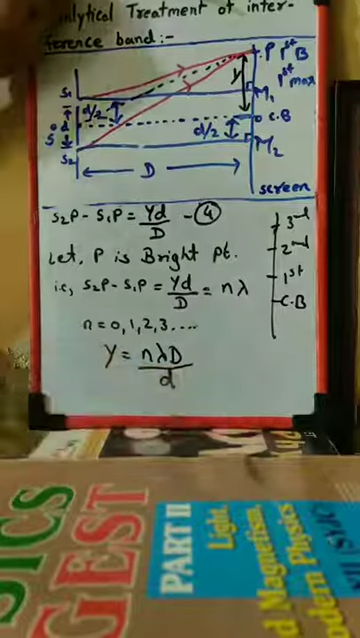 Analytical Treatment of inter-
ference band:-
S1
d/2
d
S
S2
D
Y
P 1st B
1st max
M1
O C.B
d/2
M2
screen
S2P - S1P = Yd/D - (4)
Let, P is Bright pt.
i.e, S2P - S1P = Yd/D = nλ
n = 0, 1, 2, 3 ....
Y = nλD/d
3rd
2nd
1st
C.B
PART II
Light,
d Magnetism,
odern Physics
SICS
GEST